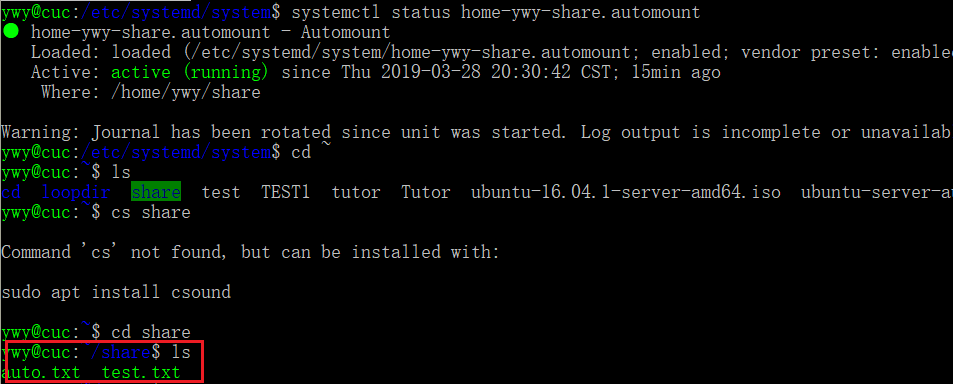 ywy@cuc:/etc/systemd/system$ systemctl status home-ywy-share.automount
● home-ywy-share.automount - Automount
Loaded: loaded (/etc/systemd/system/home-ywy-share.automount; enabled; vendor preset: enable
Active: active (running) since Thu 2019-03-28 20:30:42 CST; 15min ago
Where: /home/ywy/share
Warning: Journal has been rotated since unit was started. Log output is incomplete or unavailab
ywy@cuc:/etc/systemd/system$ cd ~
ywy@cuc:~$ ls
cd loopdir share test TEST1 tutor Tutor ubuntu-16.04.1-server-amd64.iso ubuntu-server-a
ywy@cuc:~$ cs share
Command 'cs' not found, but can be installed with:
sudo apt install csound
ywy@cuc:~$ cd share
ywy@cuc:~/share$ ls
auto.txt test.txt